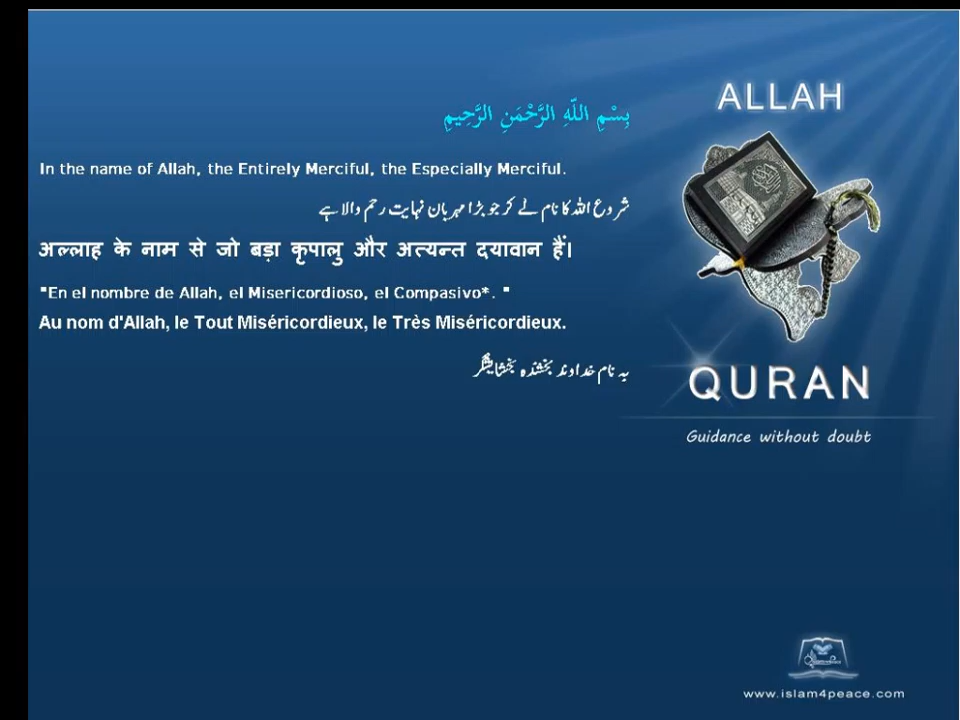 بِسْمِ اللَّهِ الرَّحْمَنِ الرَّحِيمِ
In the name of Allah, the Entirely Merciful, the Especially Merciful.
شروع اللہ کا نام لے کر جو بڑا مہربان نہایت رحم والا ہے
अल्लाह के नाम से जो बड़ा कृपालु और अत्यन्त दयावान हैं।
"En el nombre de Allah, el Misericordioso, el Compasivo*. "
Au nom d'Allah, le Tout Miséricordieux, le Très Miséricordieux.
به نام خداوند بخشنده بخشایشگر
ALLAH
QURAN
Guidance without doubt
www.islam4peace.com